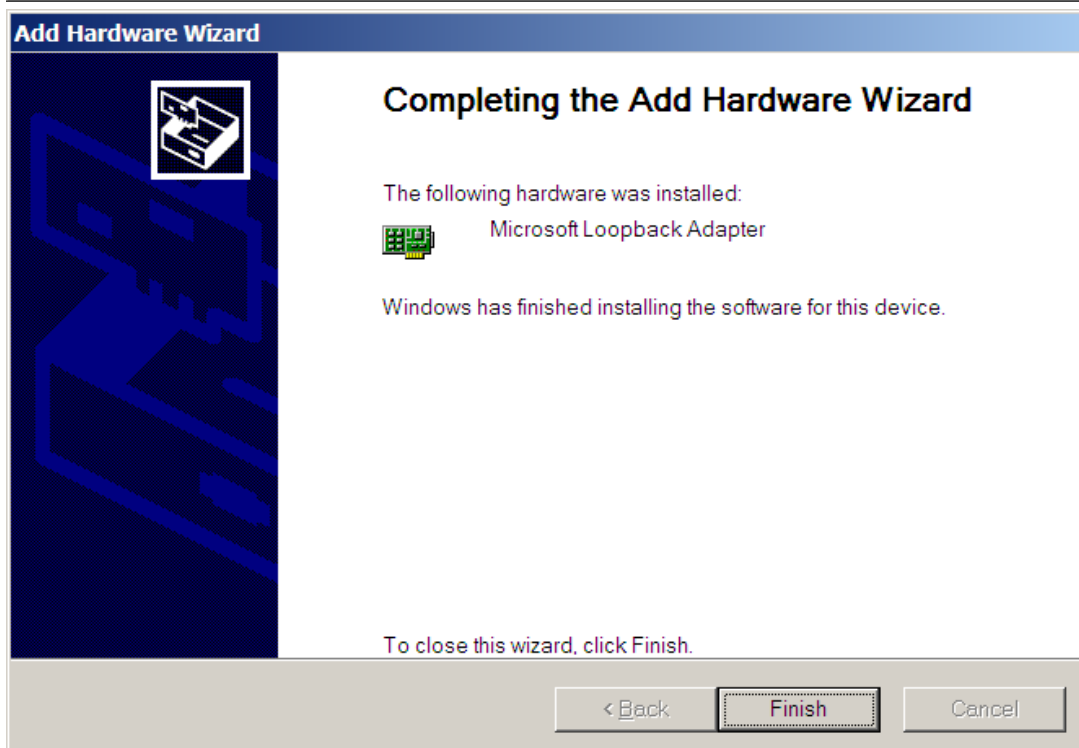 Add Hardware Wizard
Completing the Add Hardware Wizard
The following hardware was installed:
Microsoft Loopback Adapter
Windows has finished installing the software for this device.
To close this wizard, click Finish.
< Back Finish Cancel